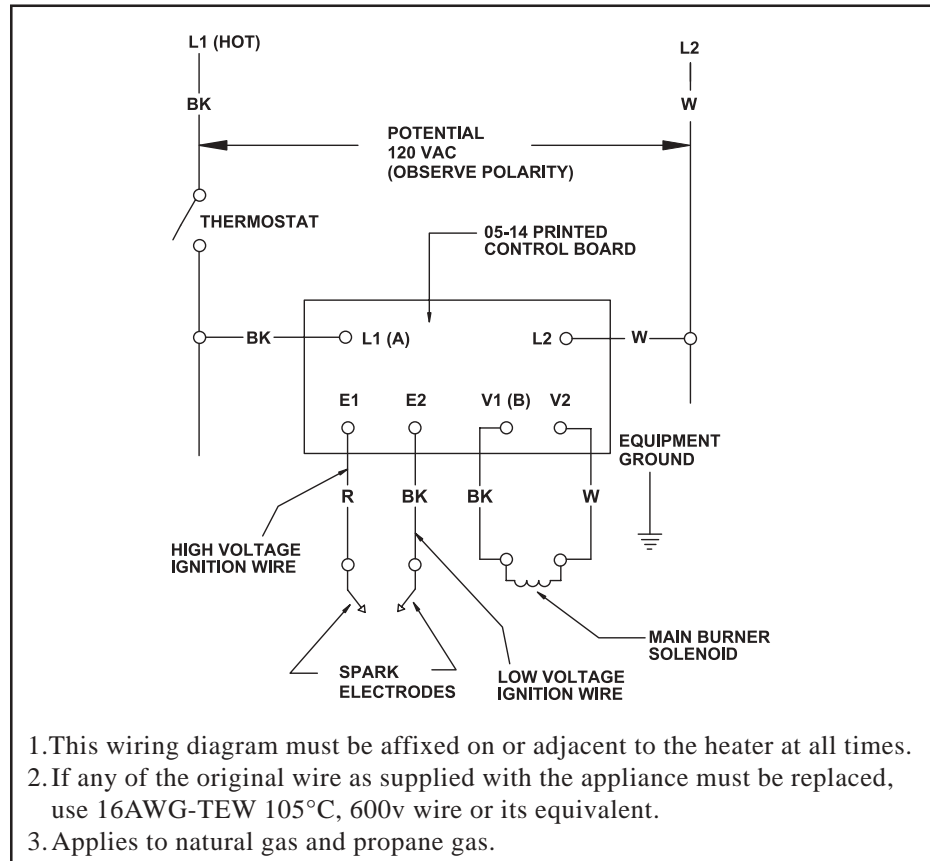 L1 (HOT)
L2
BK
W
POTENTIAL
120 VAC
(OBSERVE POLARITY)
THERMOSTAT
05-14 PRINTED
CONTROL BOARD
BK
L1 (A)
L2
W
E1
E2
V1 (B)
V2
EQUIPMENT
GROUND
R
BK
BK
W
HIGH VOLTAGE
IGNITION WIRE
MAIN BURNER
SOLENOID
SPARK
ELECTRODES
LOW VOLTAGE
IGNITION WIRE
1.This wiring diagram must be affixed on or adjacent to the heater at all times.
2.If any of the original wire as supplied with the appliance must be replaced,
use 16AWG-TEW 105°C, 600v wire or its equivalent.
3.Applies to natural gas and propane gas.